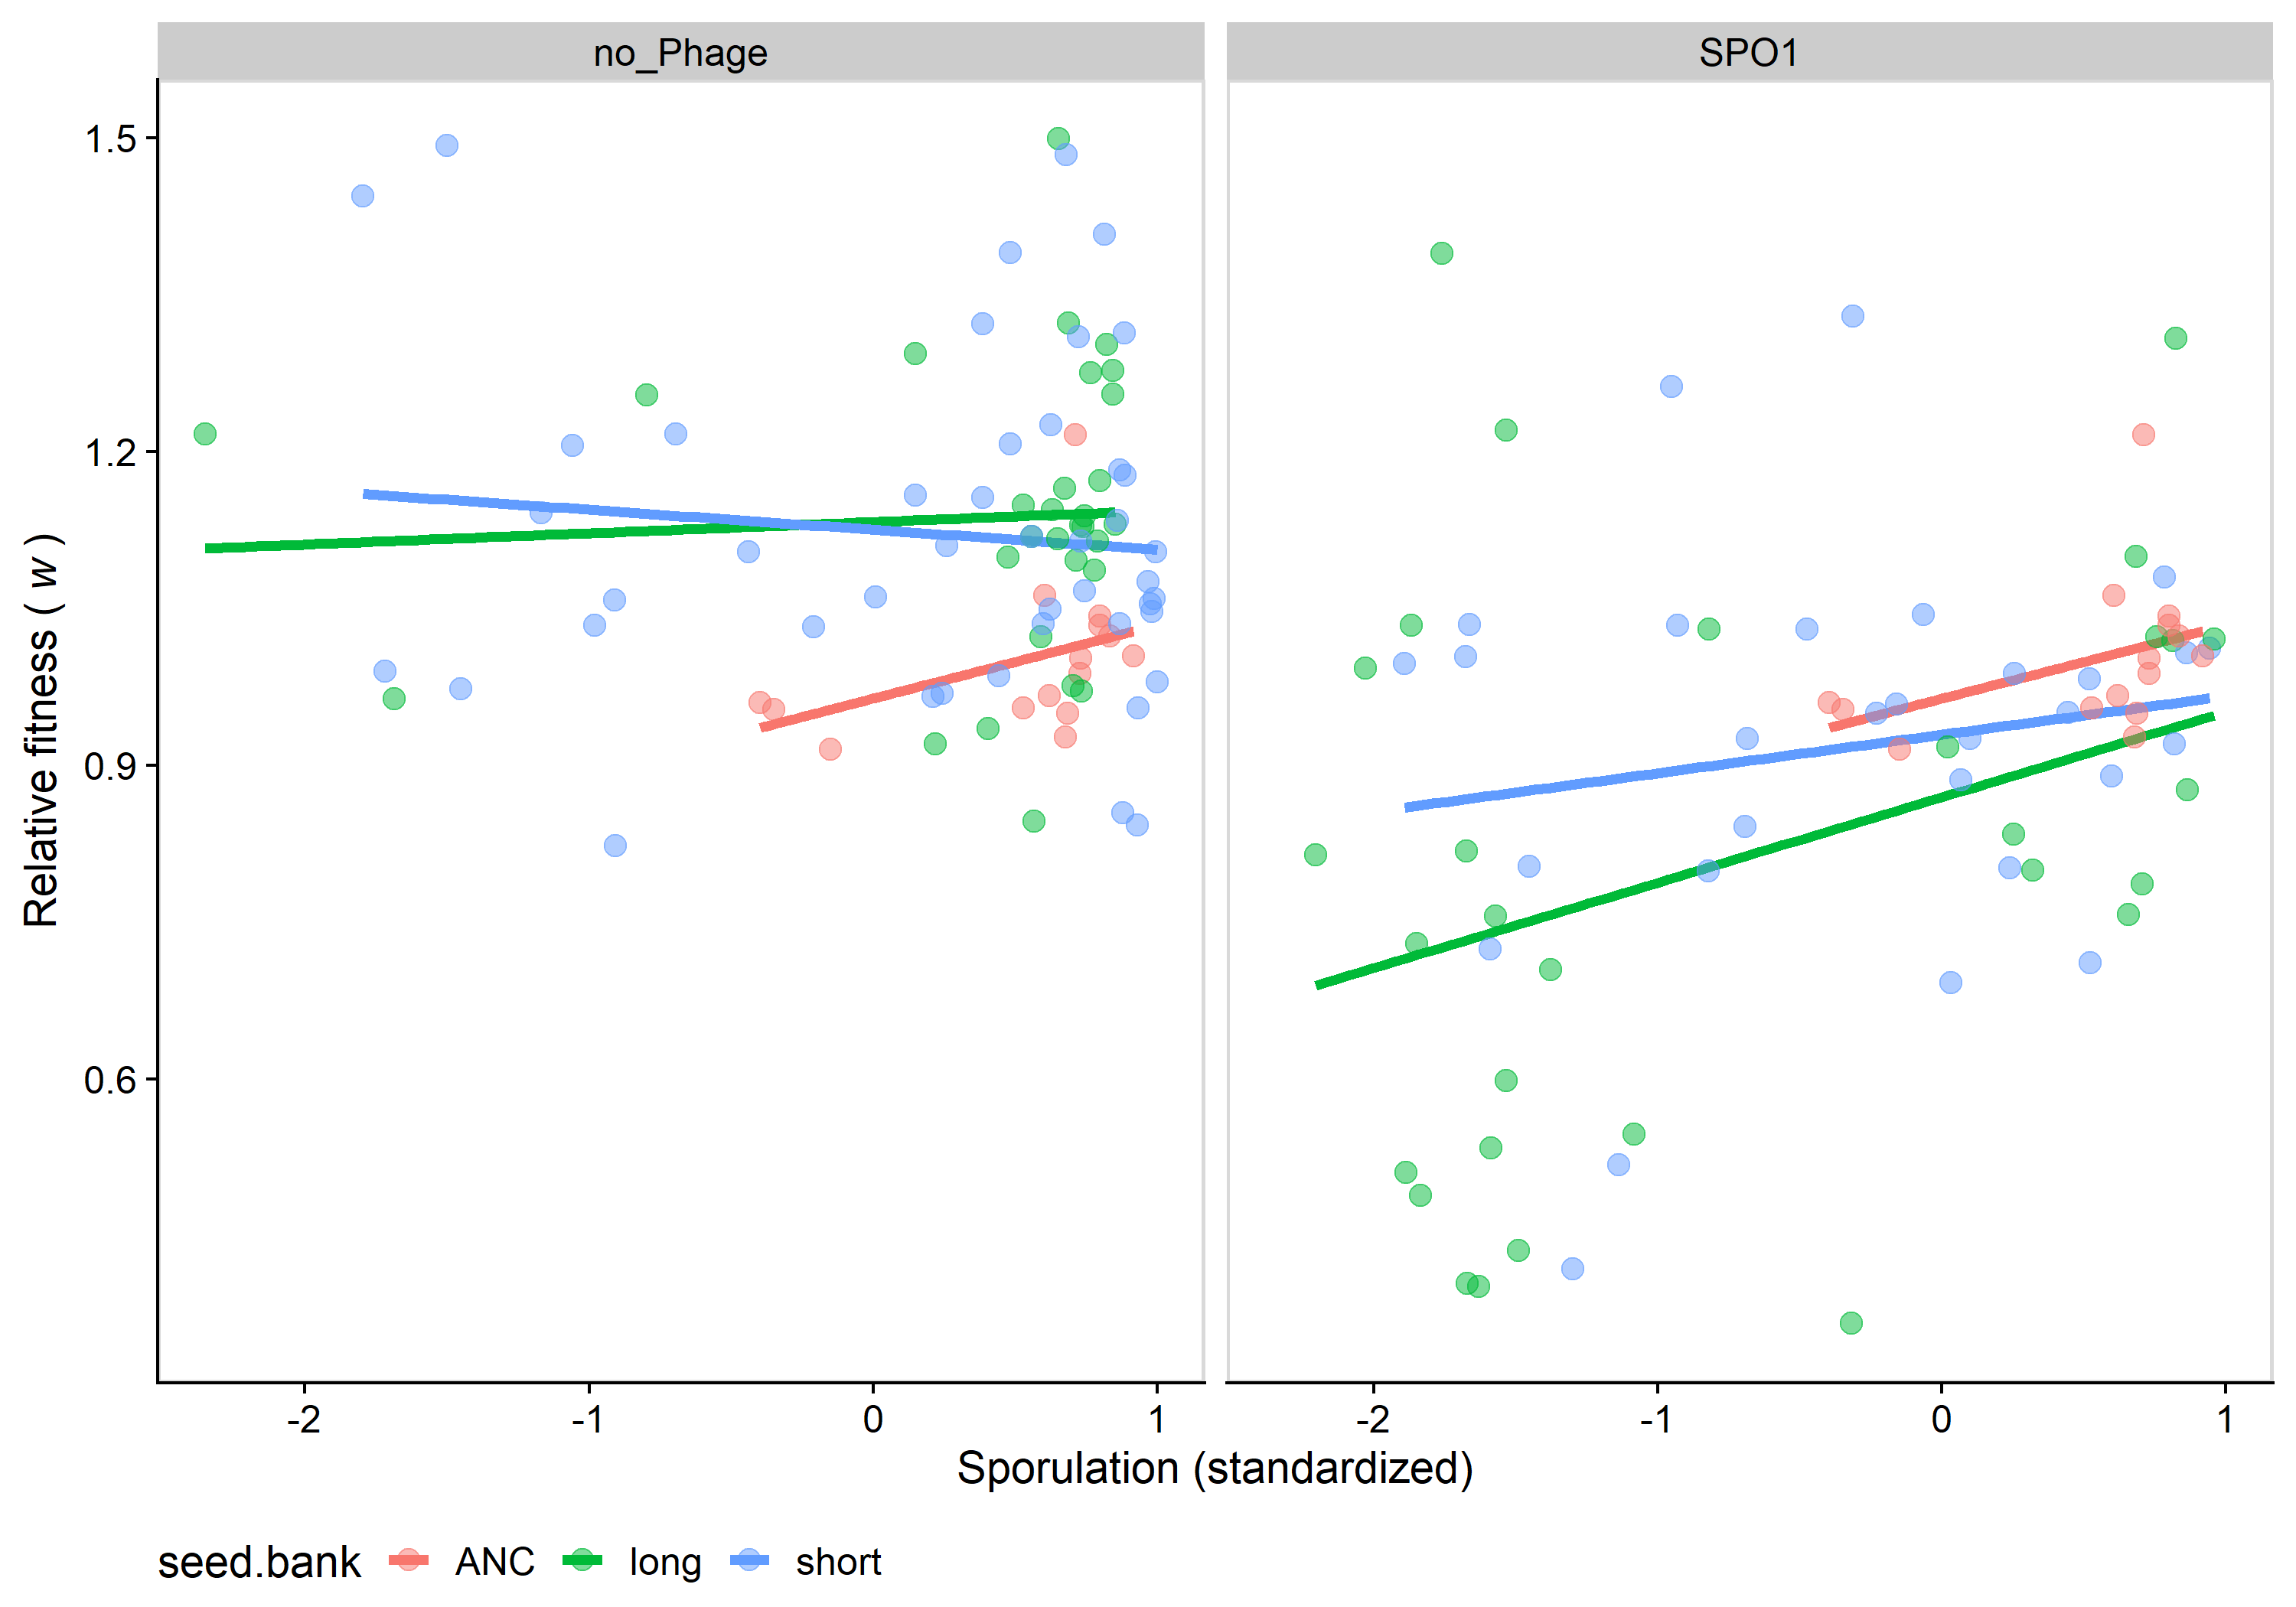 no_Phage
SPO1
1.5
1.2
0.9
0.6
Relative fitness ( w )
-2
-1
0
1
-2
-1
0
1
Sporulation (standardized)
seed.bank ANC long short